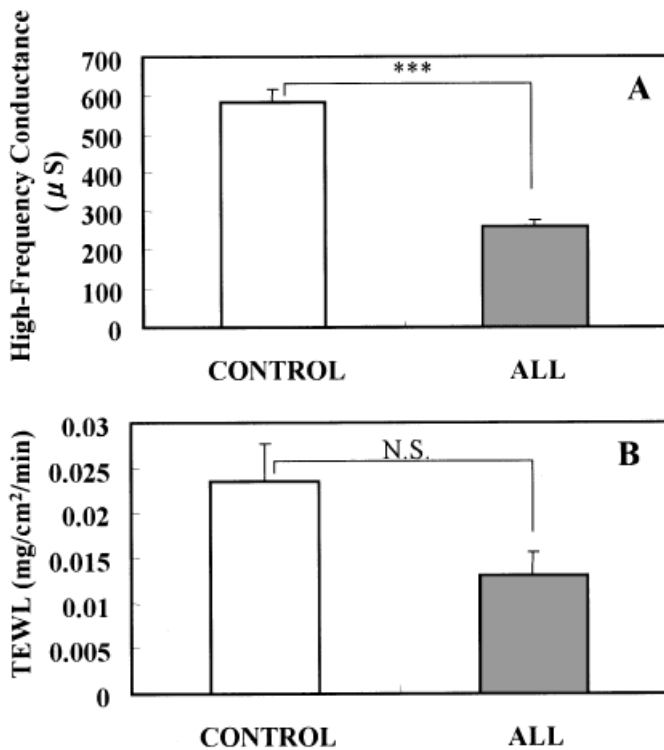 High-Frequency Conductance
(μS)
700
600
500
400
300
200
100
0
***
A
CONTROL ALL
TEWL (mg/cm²/min)
0.03
0.025
0.02
0.015
0.01
0.005
0
N.S.
B
CONTROL ALL